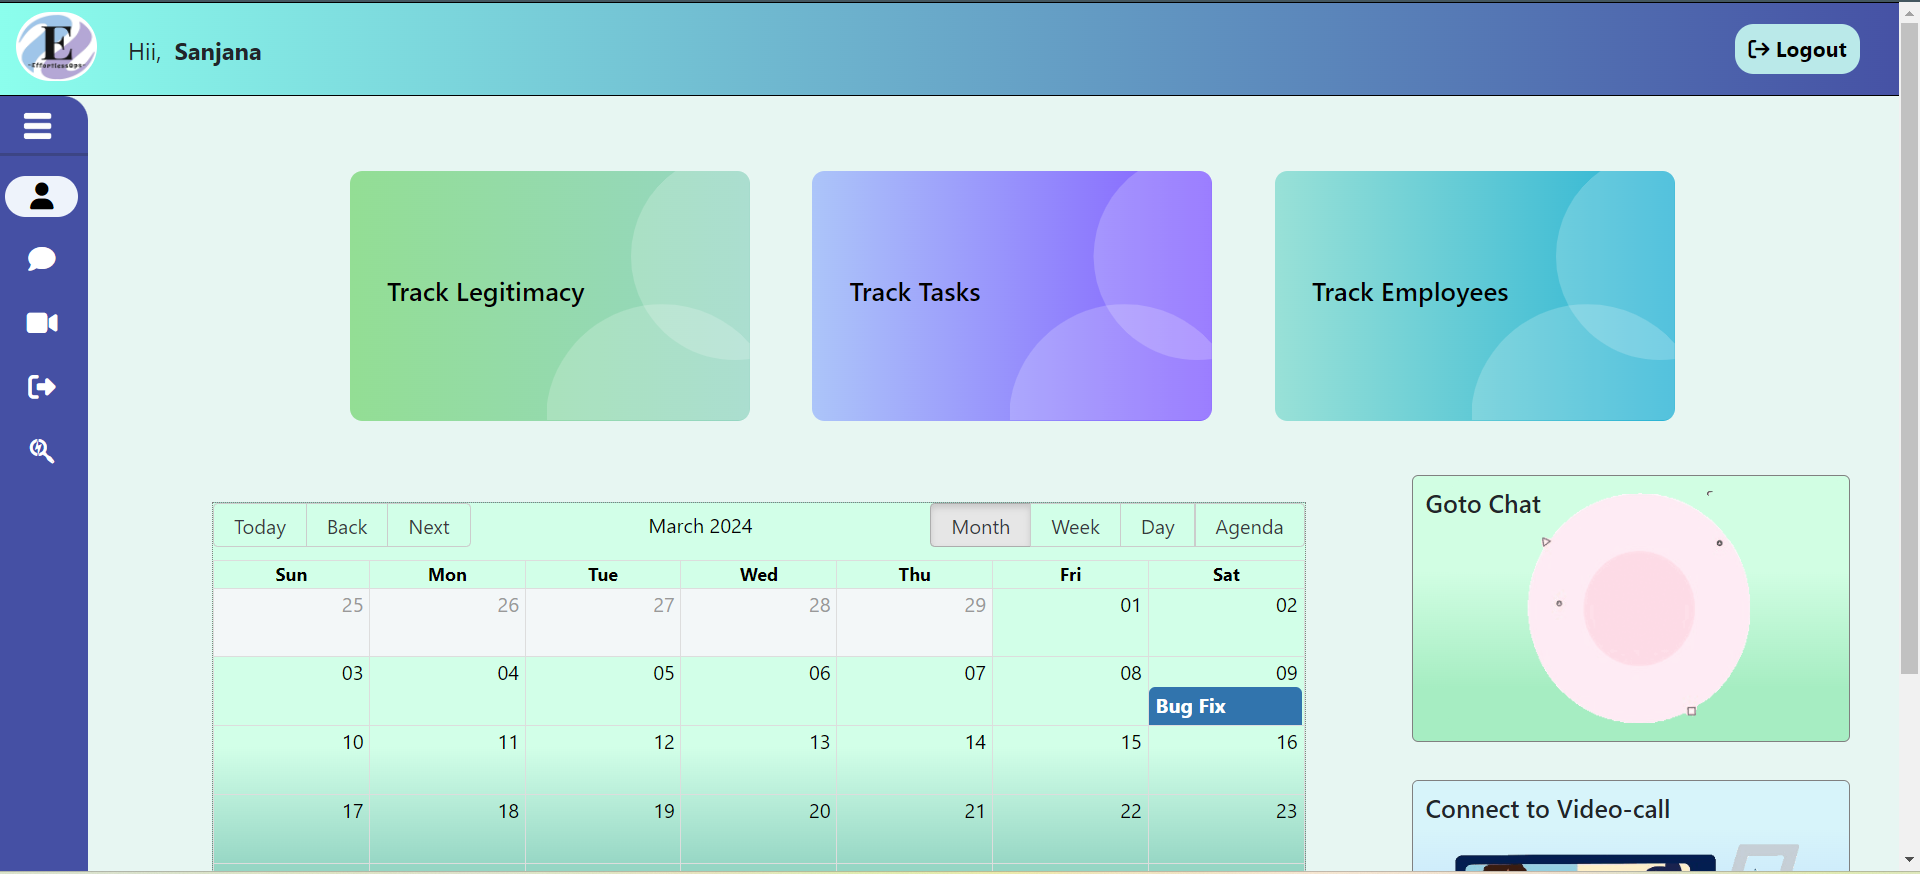 E
-EffortlessOps-
Hii, Sanjana
Logout
Track Legitimacy
Track Tasks
Track Employees
Today Back Next
March 2024
Month Week Day Agenda
Sun Mon Tue Wed Thu Fri Sat
25 26 27 28 29 01 02
03 04 05 06 07 08 09
Bug Fix
10 11 12 13 14 15 16
17 18 19 20 21 22 23
Goto Chat
Connect to Video-call